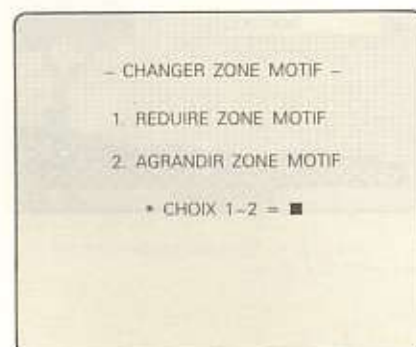 – CHANGER ZONE MOTIF –
1. REDUIRE ZONE MOTIF
2. AGRANDIR ZONE MOTIF
* CHOIX 1–2 = ■